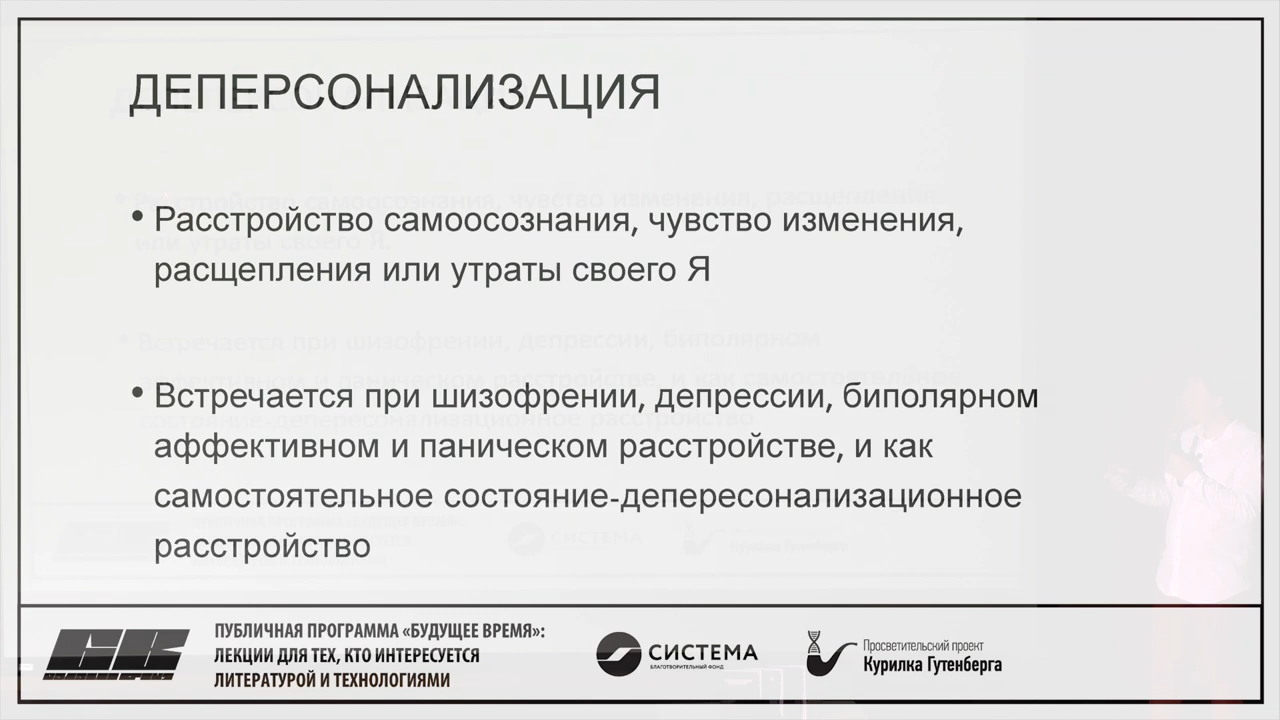 ДЕПЕРСОНАЛИЗАЦИЯ
• Расстройство самоосознания, чувство изменения,
расщепления или утраты своего Я
• Встречается при шизофрении, депрессии, биполярном
аффективном и паническом расстройстве, и как
самостоятельное состояние-депересонализационное
расстройство
БВ
ПУБЛИЧНАЯ ПРОГРАММА «БУДУЩЕЕ ВРЕМЯ»:
ЛЕКЦИИ ДЛЯ ТЕХ, КТО ИНТЕРЕСУЕТСЯ
ЛИТЕРАТУРОЙ И ТЕХНОЛОГИЯМИ
СИСТЕМА
БЛАГОТВОРИТЕЛЬНЫЙ ФОНД
Просветительский проект
Курилка Гутенберга